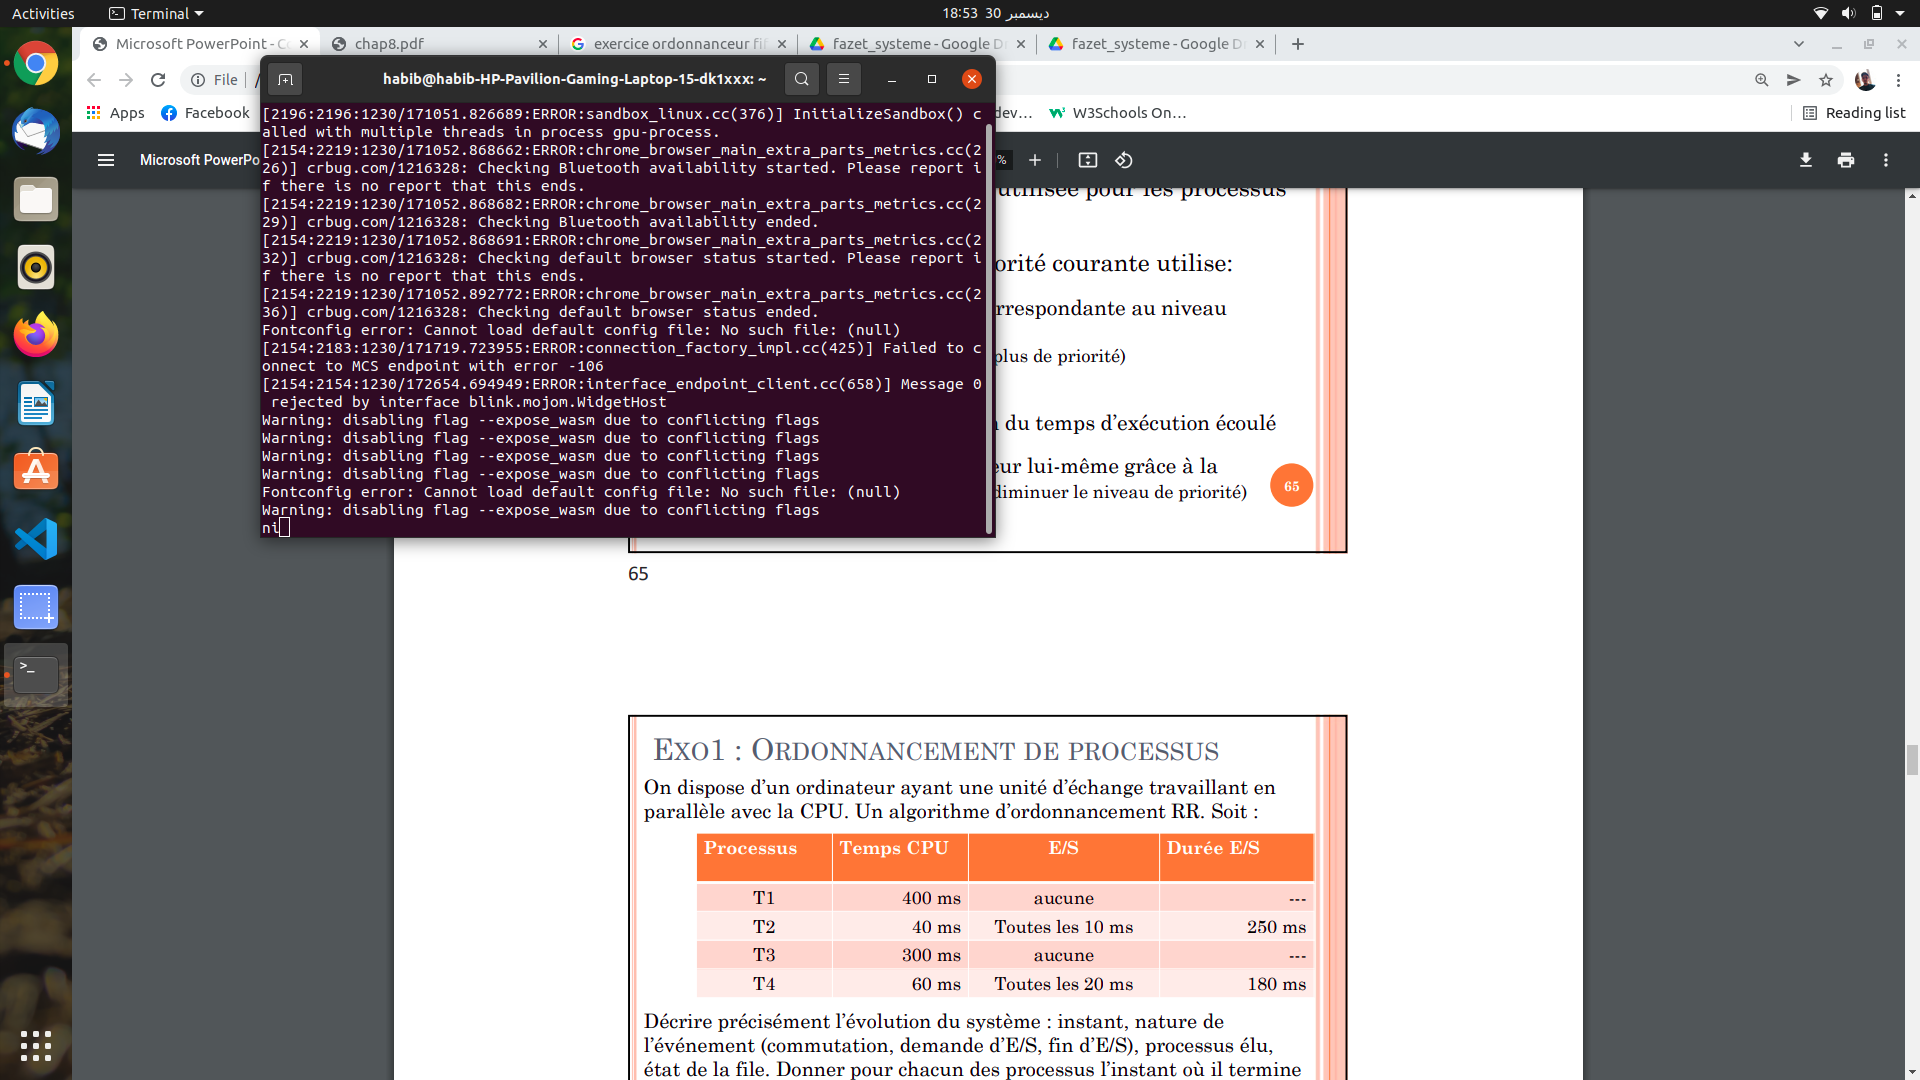 Activities
Terminal
18:53 30 ديسمبر
Microsoft PowerPoint - C
chap8.pdf
exercice ordonnanceur fi
fazet_systeme - Google D
fazet_systeme - Google D
File
Apps
Facebook
dev…
W3Schools On…
Reading list
Microsoft PowerPo
%
habib@habib-HP-Pavilion-Gaming-Laptop-15-dk1xxx: ~
[2196:2196:1230/171051.826689:ERROR:sandbox_linux.cc(376)] InitializeSandbox() c
alled with multiple threads in process gpu-process.
[2154:2219:1230/171052.868662:ERROR:chrome_browser_main_extra_parts_metrics.cc(2
26)] crbug.com/1216328: Checking Bluetooth availability started. Please report i
f there is no report that this ends.
[2154:2219:1230/171052.868682:ERROR:chrome_browser_main_extra_parts_metrics.cc(2
29)] crbug.com/1216328: Checking Bluetooth availability ended.
[2154:2219:1230/171052.868691:ERROR:chrome_browser_main_extra_parts_metrics.cc(2
32)] crbug.com/1216328: Checking default browser status started. Please report i
f there is no report that this ends.
[2154:2219:1230/171052.892772:ERROR:chrome_browser_main_extra_parts_metrics.cc(2
36)] crbug.com/1216328: Checking default browser status ended.
Fontconfig error: Cannot load default config file: No such file: (null)
[2154:2183:1230/171719.723955:ERROR:connection_factory_impl.cc(425)] Failed to c
onnect to MCS endpoint with error -106
[2154:2154:1230/172654.694949:ERROR:interface_endpoint_client.cc(658)] Message 0
rejected by interface blink.mojom.WidgetHost
Warning: disabling flag --expose_wasm due to conflicting flags
Warning: disabling flag --expose_wasm due to conflicting flags
Warning: disabling flag --expose_wasm due to conflicting flags
Warning: disabling flag --expose_wasm due to conflicting flags
Fontconfig error: Cannot load default config file: No such file: (null)
Warning: disabling flag --expose_wasm due to conflicting flags
ni
utilisée pour les processus
orité courante utilise:
rrespondante au niveau
plus de priorité)
du temps d'exécution écoulé
eur lui-même grâce à la
diminuer le niveau de priorité)
65
65
EXO1 : ORDONNANCEMENT DE PROCESSUS
On dispose d'un ordinateur ayant une unité d'échange travaillant en
parallèle avec la CPU. Un algorithme d'ordonnancement RR. Soit :
Processus Temps CPU E/S Durée E/S
T1 400 ms aucune ---
T2 40 ms Toutes les 10 ms 250 ms
T3 300 ms aucune ---
T4 60 ms Toutes les 20 ms 180 ms
Décrire précisément l'évolution du système : instant, nature de
l'événement (commutation, demande d'E/S, fin d'E/S), processus élu,
état de la file. Donner pour chacun des processus l'instant où il termine